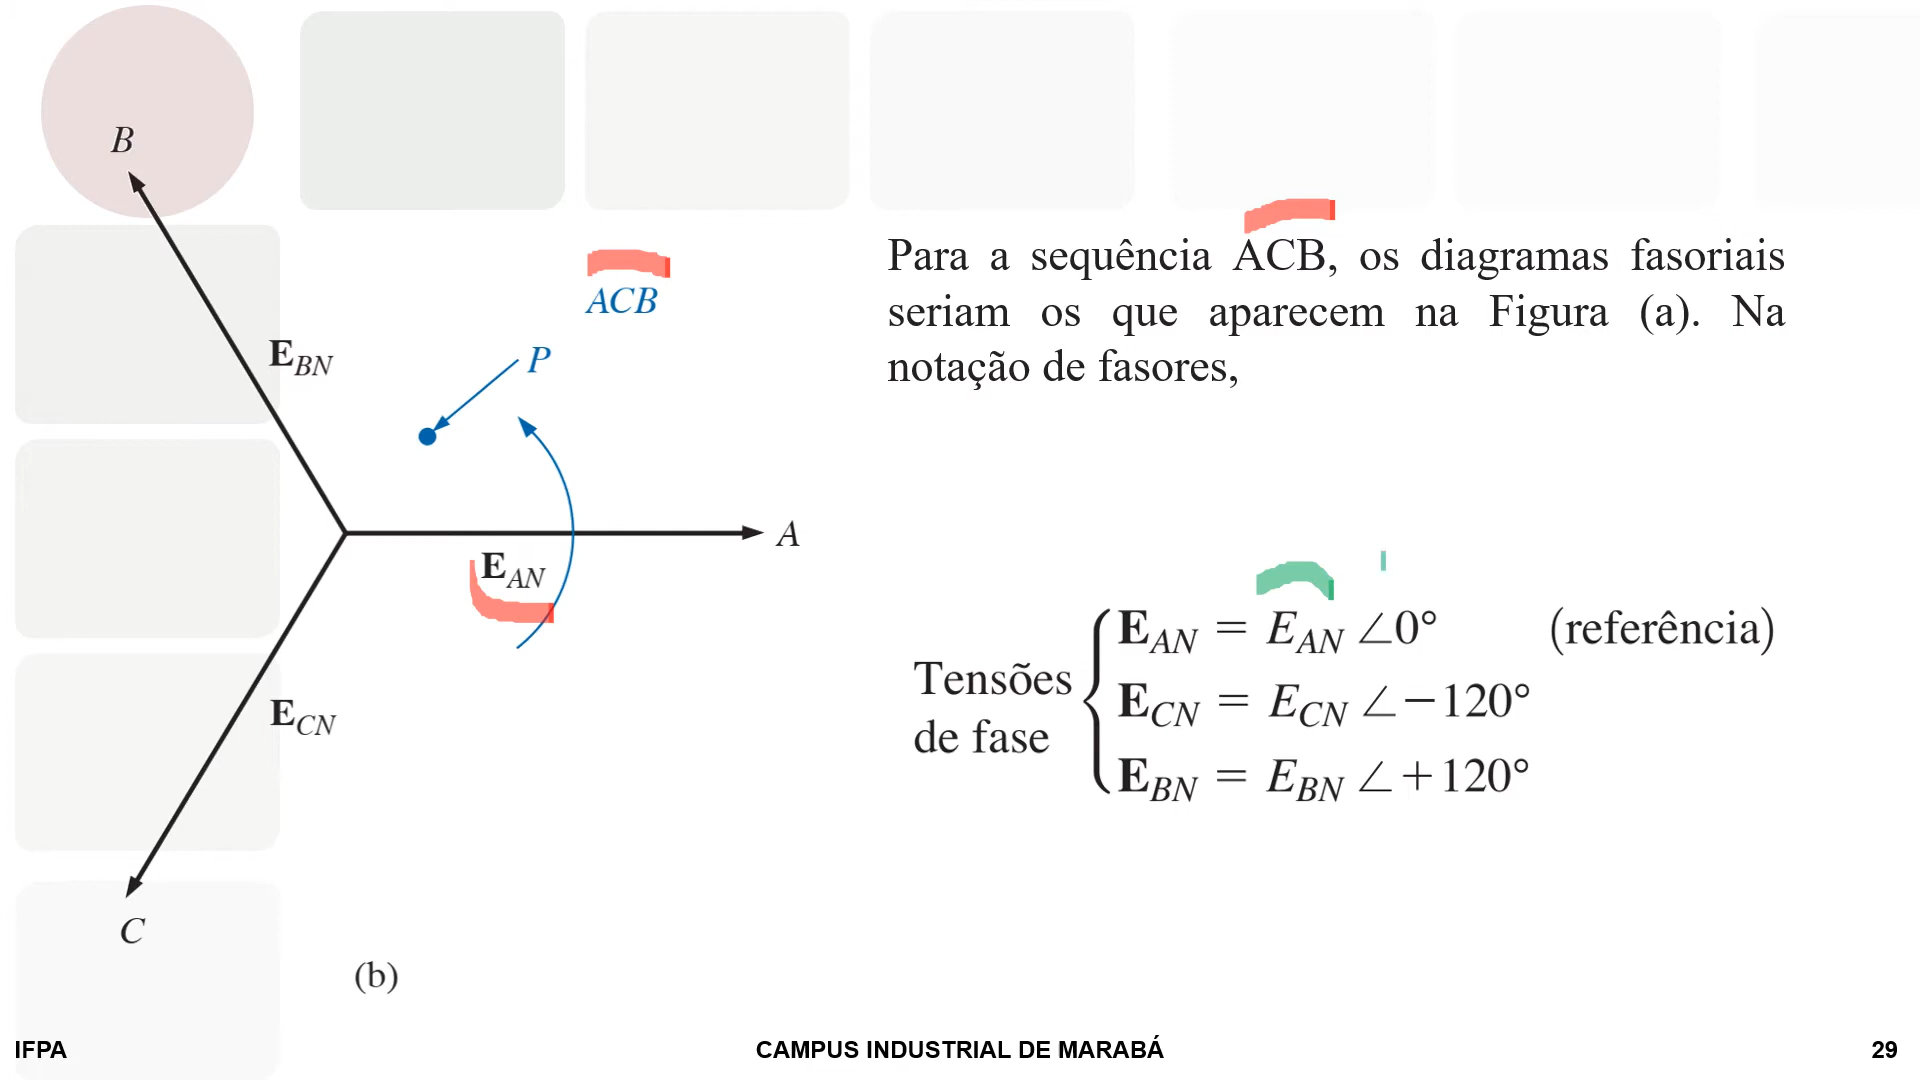 B
ACB
P
E_BN
A
E_AN
E_CN
C
(b)
Para a sequência ACB, os diagramas fasoriais
seriam os que aparecem na Figura (a). Na
notação de fasores,
Tensões
de fase
E_AN = E_AN ∠0° (referência)
E_CN = E_CN ∠−120°
E_BN = E_BN ∠+120°
IFPA
CAMPUS INDUSTRIAL DE MARABÁ
29